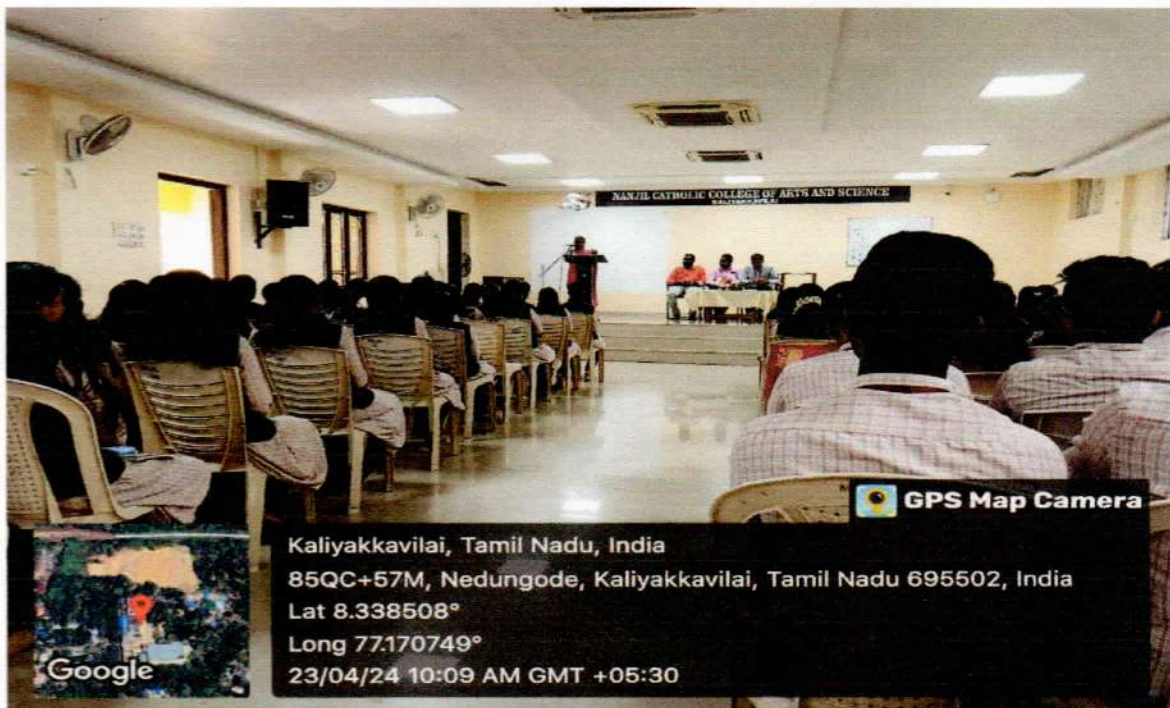 NANJIL CATHOLIC COLLEGE OF ARTS AND SCIENCE
KALIYAKKAVILAI
GPS Map Camera
Kaliyakkavilai, Tamil Nadu, India
85QC+57M, Nedungode, Kaliyakkavilai, Tamil Nadu 695502, India
Lat 8.338508°
Long 77.170749°
23/04/24 10:09 AM GMT +05:30
Google